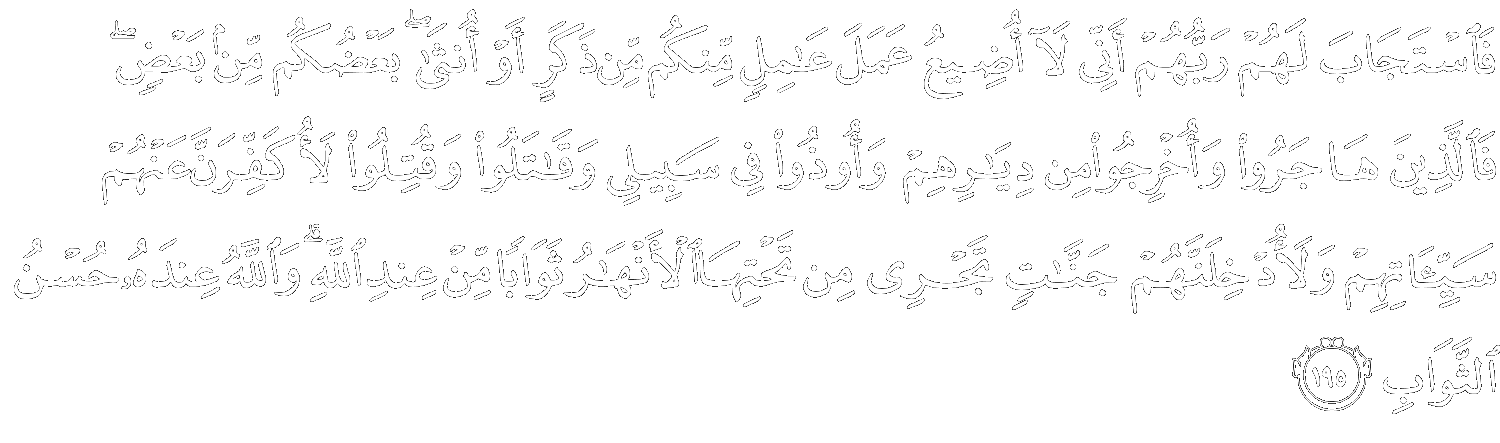 فَٱسْتَجَابَ لَهُمْ رَبُّهُمْ أَنِّى لَآ أُضِيعُ عَمَلَ عَٰمِلٍ مِّنكُم مِّن ذَكَرٍ أَوْ أُنثَىٰ ۖ بَعْضُكُم مِّنۢ بَعْضٍ ۖ
فَٱلَّذِينَ هَاجَرُوا۟ وَأُخْرِجُوا۟ مِن دِيَٰرِهِمْ وَأُوذُوا۟ فِى سَبِيلِى وَقَٰتَلُوا۟ وَقُتِلُوا۟ لَأُكَفِّرَنَّ عَنْهُمْ
سَيِّـَٔاتِهِمْ وَلَأُدْخِلَنَّهُمْ جَنَّٰتٍ تَجْرِى مِن تَحْتِهَا ٱلْأَنْهَٰرُ ثَوَابًا مِّنْ عِندِ ٱللَّهِ ۗ وَٱللَّهُ عِندَهُۥ حُسْنُ
ٱلثَّوَابِ ١٩٥